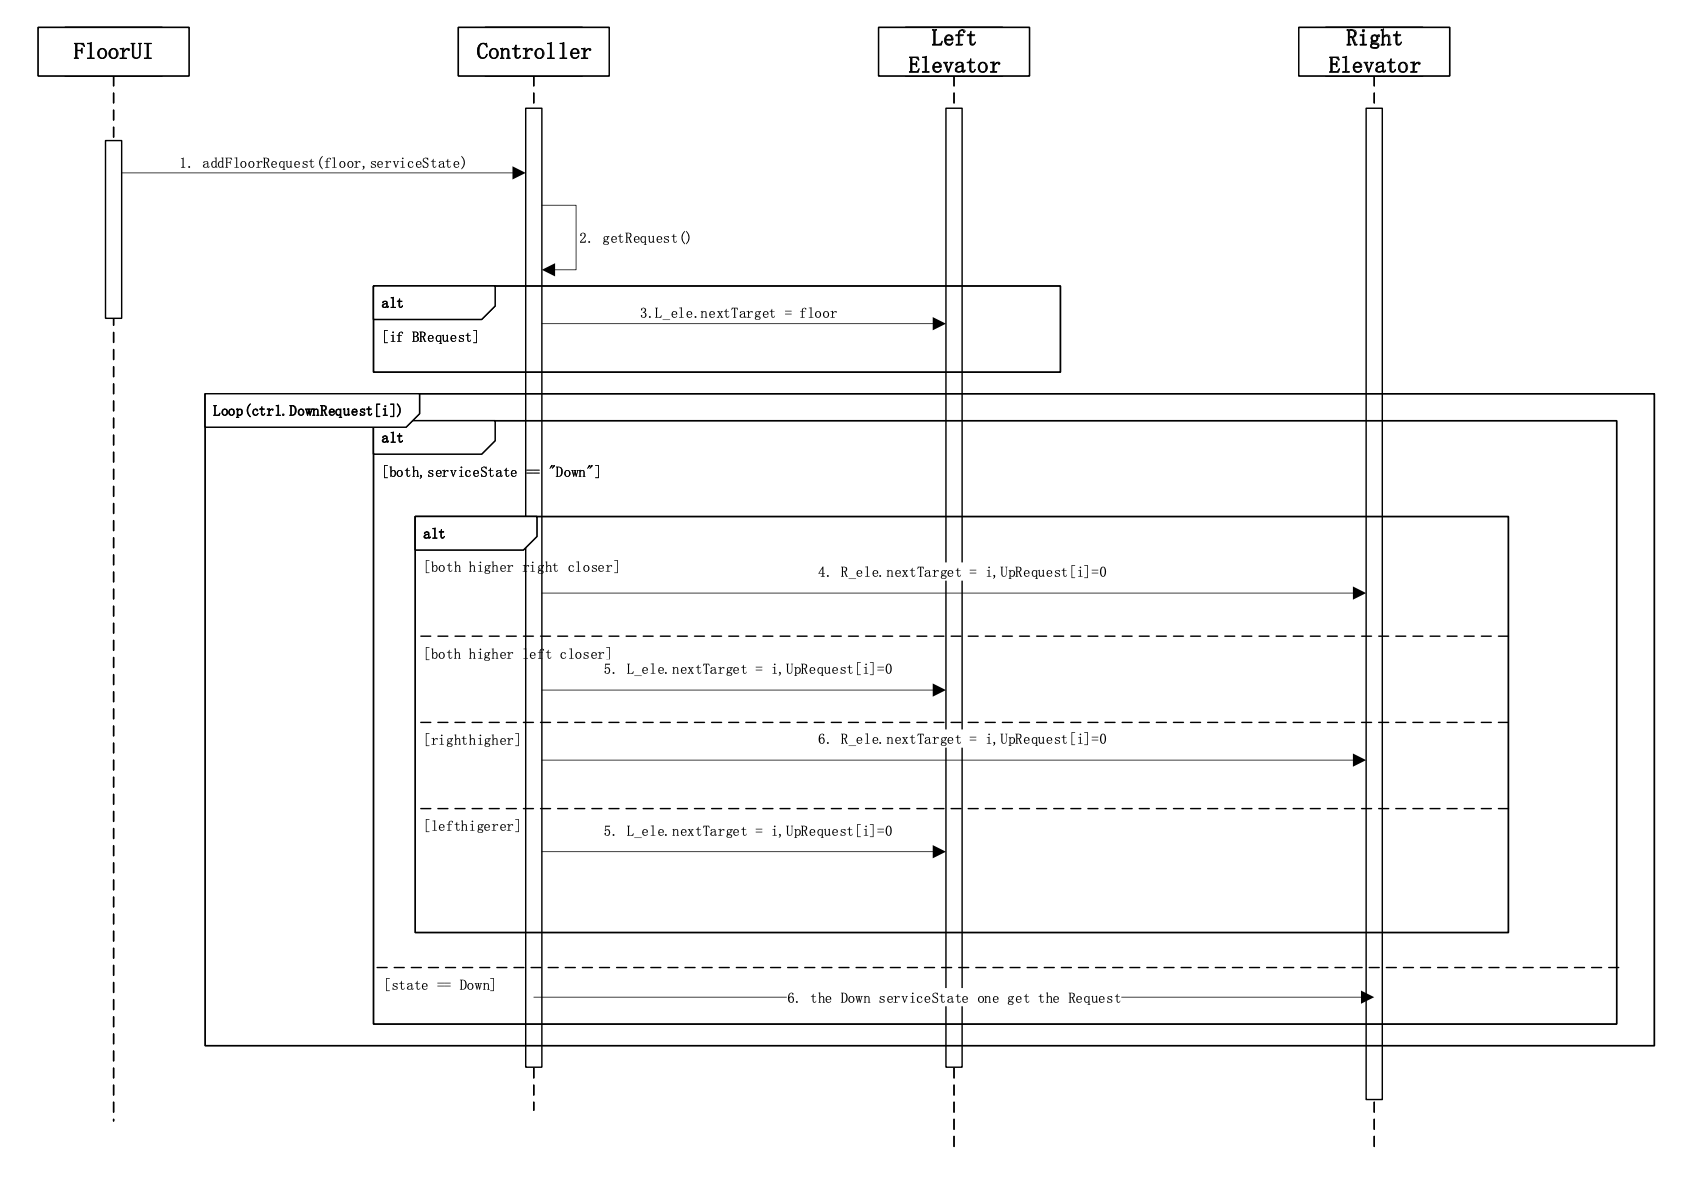 FloorUI
Controller
Left
Elevator
Right
Elevator
1. addFloorRequest(floor,serviceState)
2. getRequest()
alt
3.L_ele.nextTarget = floor
[if BRequest]
Loop(ctrl.DownRequest[i])
alt
[both,serviceState == "Down"]
alt
[both higher right closer]
4. R_ele.nextTarget = i,UpRequest[i]=0
[both higher left closer]
5. L_ele.nextTarget = i,UpRequest[i]=0
[righthigher]
6. R_ele.nextTarget = i,UpRequest[i]=0
[lefthigerer]
5. L_ele.nextTarget = i,UpRequest[i]=0
[state == Down]
6. the Down serviceState one get the Request